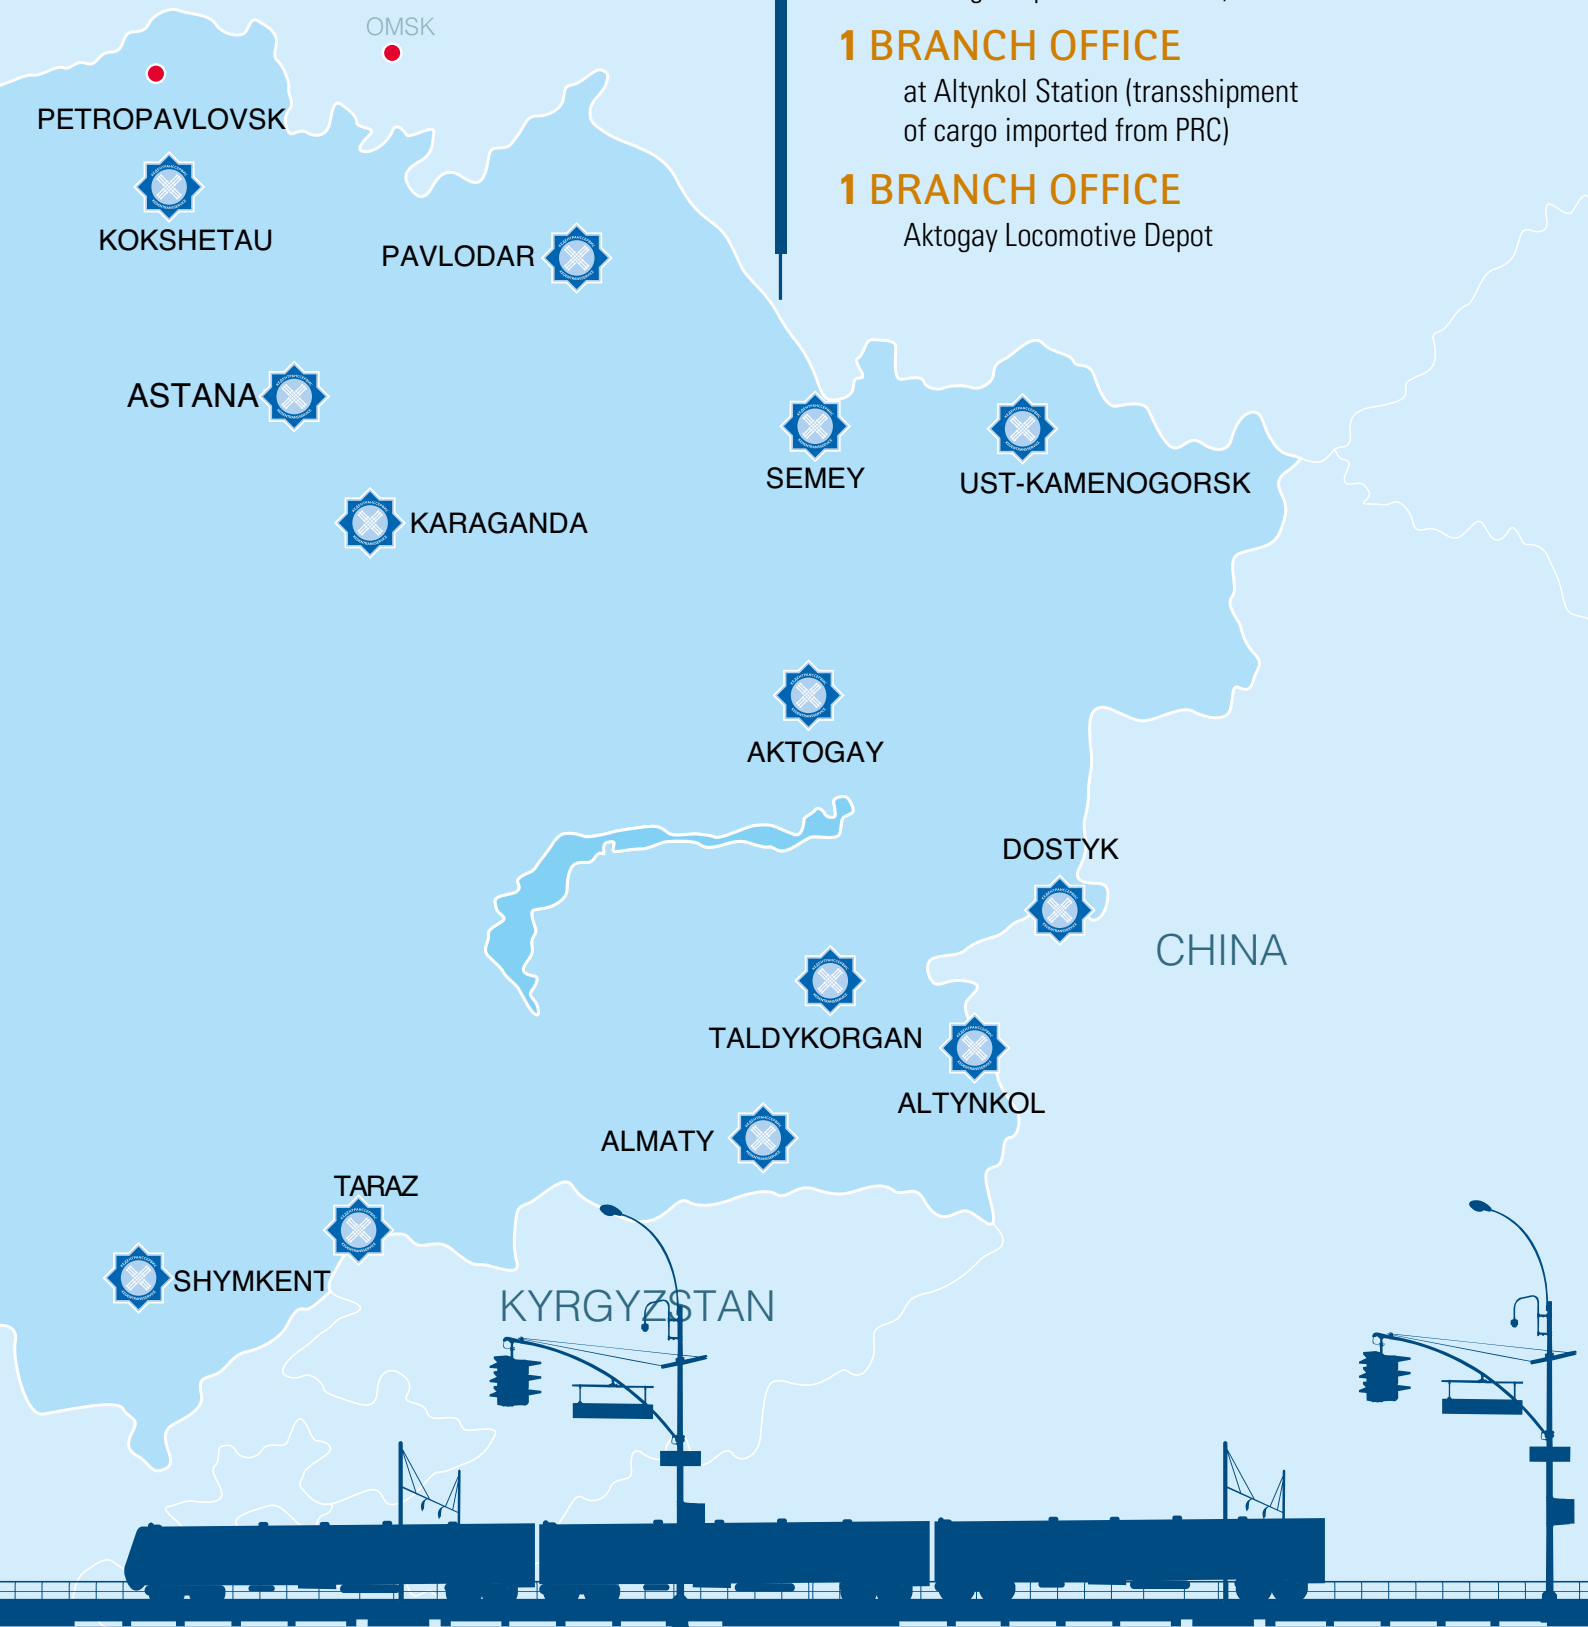 OMSK
1 BRANCH OFFICE
at Altynkol Station (transshipment
of cargo imported from PRC)
1 BRANCH OFFICE
Aktogay Locomotive Depot
PETROPAVLOVSK
KOKSHETAU
PAVLODAR
ASTANA
SEMEY
UST-KAMENOGORSK
KARAGANDA
AKTOGAY
DOSTYK
CHINA
TALDYKORGAN
ALTYNKOL
ALMATY
TARAZ
SHYMKENT
KYRGYZSTAN